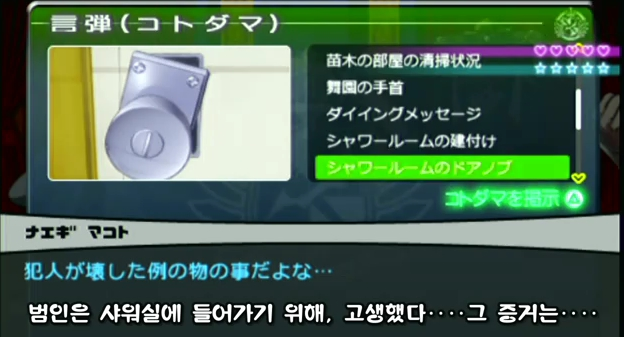 言弾(コトダマ)
苗木の部屋の清掃状況
舞園の手首
ダイイングメッセージ
シャワールームの建付け
シャワールームのドアノブ
コトダマを掲示
ナエギ マコト
犯人が壊した例の物の事だよな…
범인은 샤워실에 들어가기 위해, 고생했다‥‥그 증거는‥‥